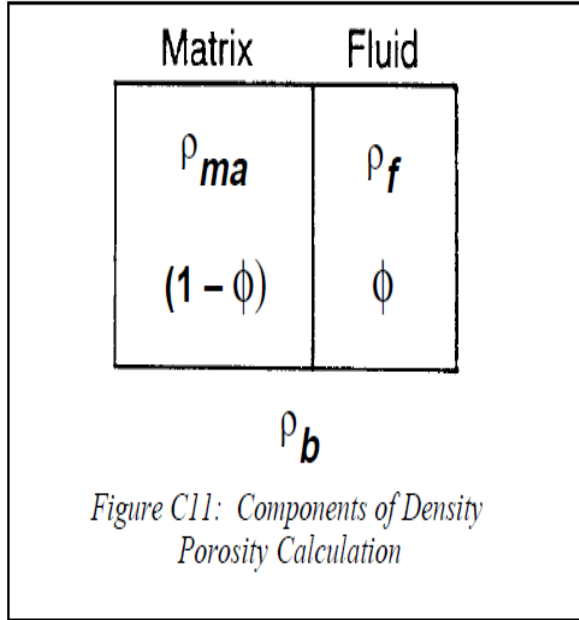 Matrix Fluid
ρma ρf
(1 – ϕ) ϕ
ρb
Figure C11: Components of Density
Porosity Calculation